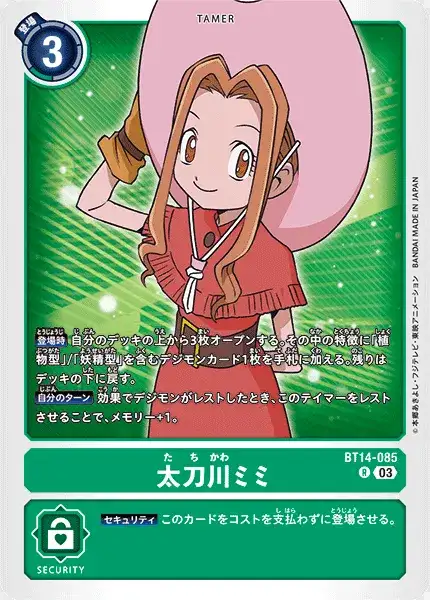 TAMER
登場
3
登場時 自分のデッキの上から3枚オープンする。その中の特徴に「植
物型」/「妖精型」を含むデジモンカード1枚を手札に加える。残りは
デッキの下に戻す。
自分のターン 効果でデジモンがレストしたとき、このテイマーをレスト
させることで、メモリー+1。
©本郷あきよし・フジテレビ・東映アニメーション BANDAI MADE IN JAPAN
BT14-085
R 03
たちかわ
太刀川ミミ
セキュリティ このカードをコストを支払わずに登場させる。
SECURITY